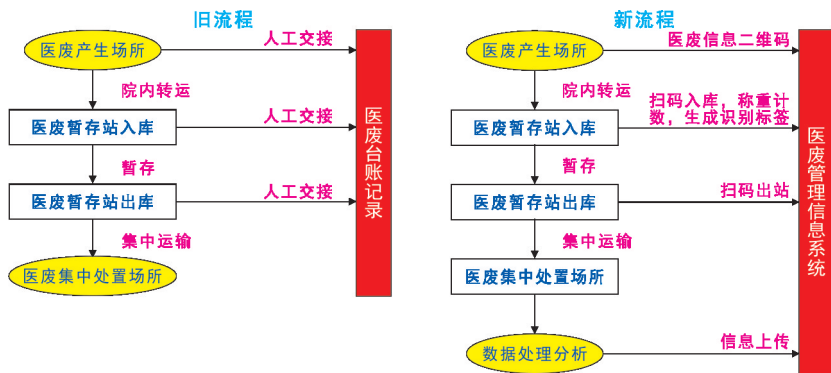 旧流程
医废产生场所
人工交接
院内转运
医废暂存站入库
人工交接
暂存
医废暂存站出库
人工交接
集中运输
医废集中处置场所
医废台账记录
新流程
医废产生场所
医废信息二维码
院内转运
医废暂存站入库
扫码入库，称重计
数，生成识别标签
暂存
医废暂存站出库
扫码出站
集中运输
医废集中处置场所
数据处理分析
信息上传
医废管理信息系统